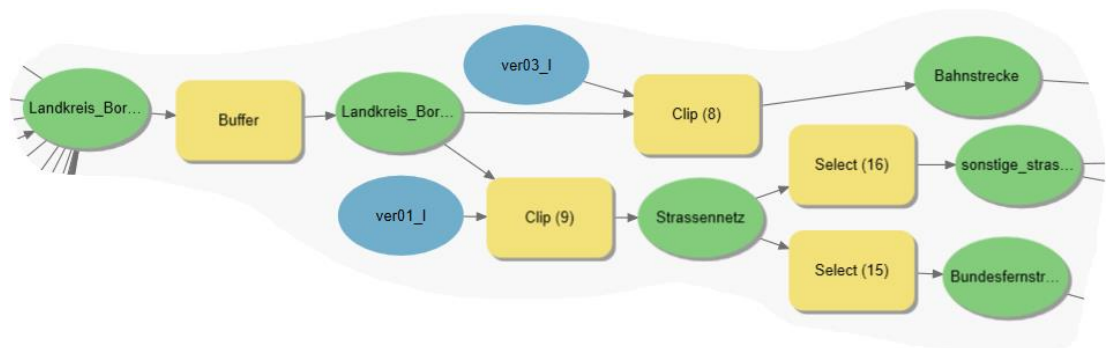 ver03_l
Bahnstrecke
Landkreis_Bor...
Buffer
Landkreis_Bor...
Clip (8)
Select (16)
sonstige_stras...
ver01_l
Clip (9)
Strassennetz
Select (15)
Bundesfernstr...